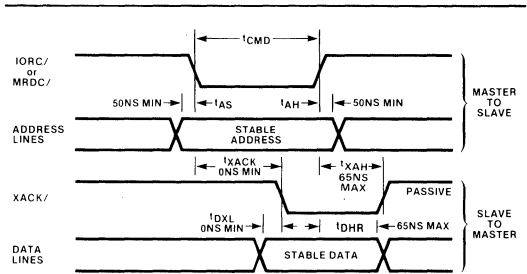 tCMD
IORC/
or
MRDC/
50NS MIN tAS tAH 50NS MIN
MASTER
TO
SLAVE
ADDRESS
LINES
STABLE
ADDRESS
tXACK
0NS MIN
tXAH
65NS
MAX
PASSIVE
XACK/
tDXL
0NS MIN
tDHR 65NS MAX
SLAVE
TO
MASTER
DATA
LINES
STABLE DATA